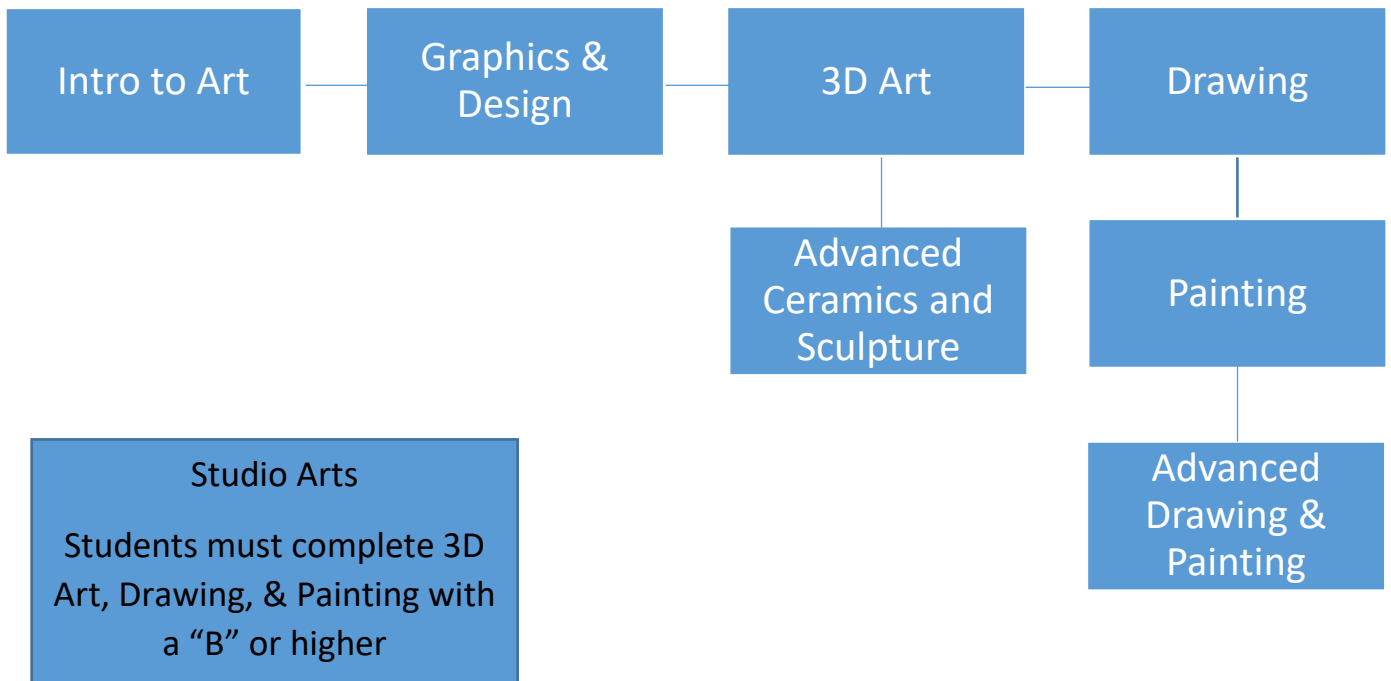 Intro to Art
Graphics &
Design
3D Art
Drawing
Advanced
Ceramics and
Sculpture
Painting
Advanced
Drawing &
Painting
Studio Arts
Students must complete 3D
Art, Drawing, & Painting with
a “B” or higher